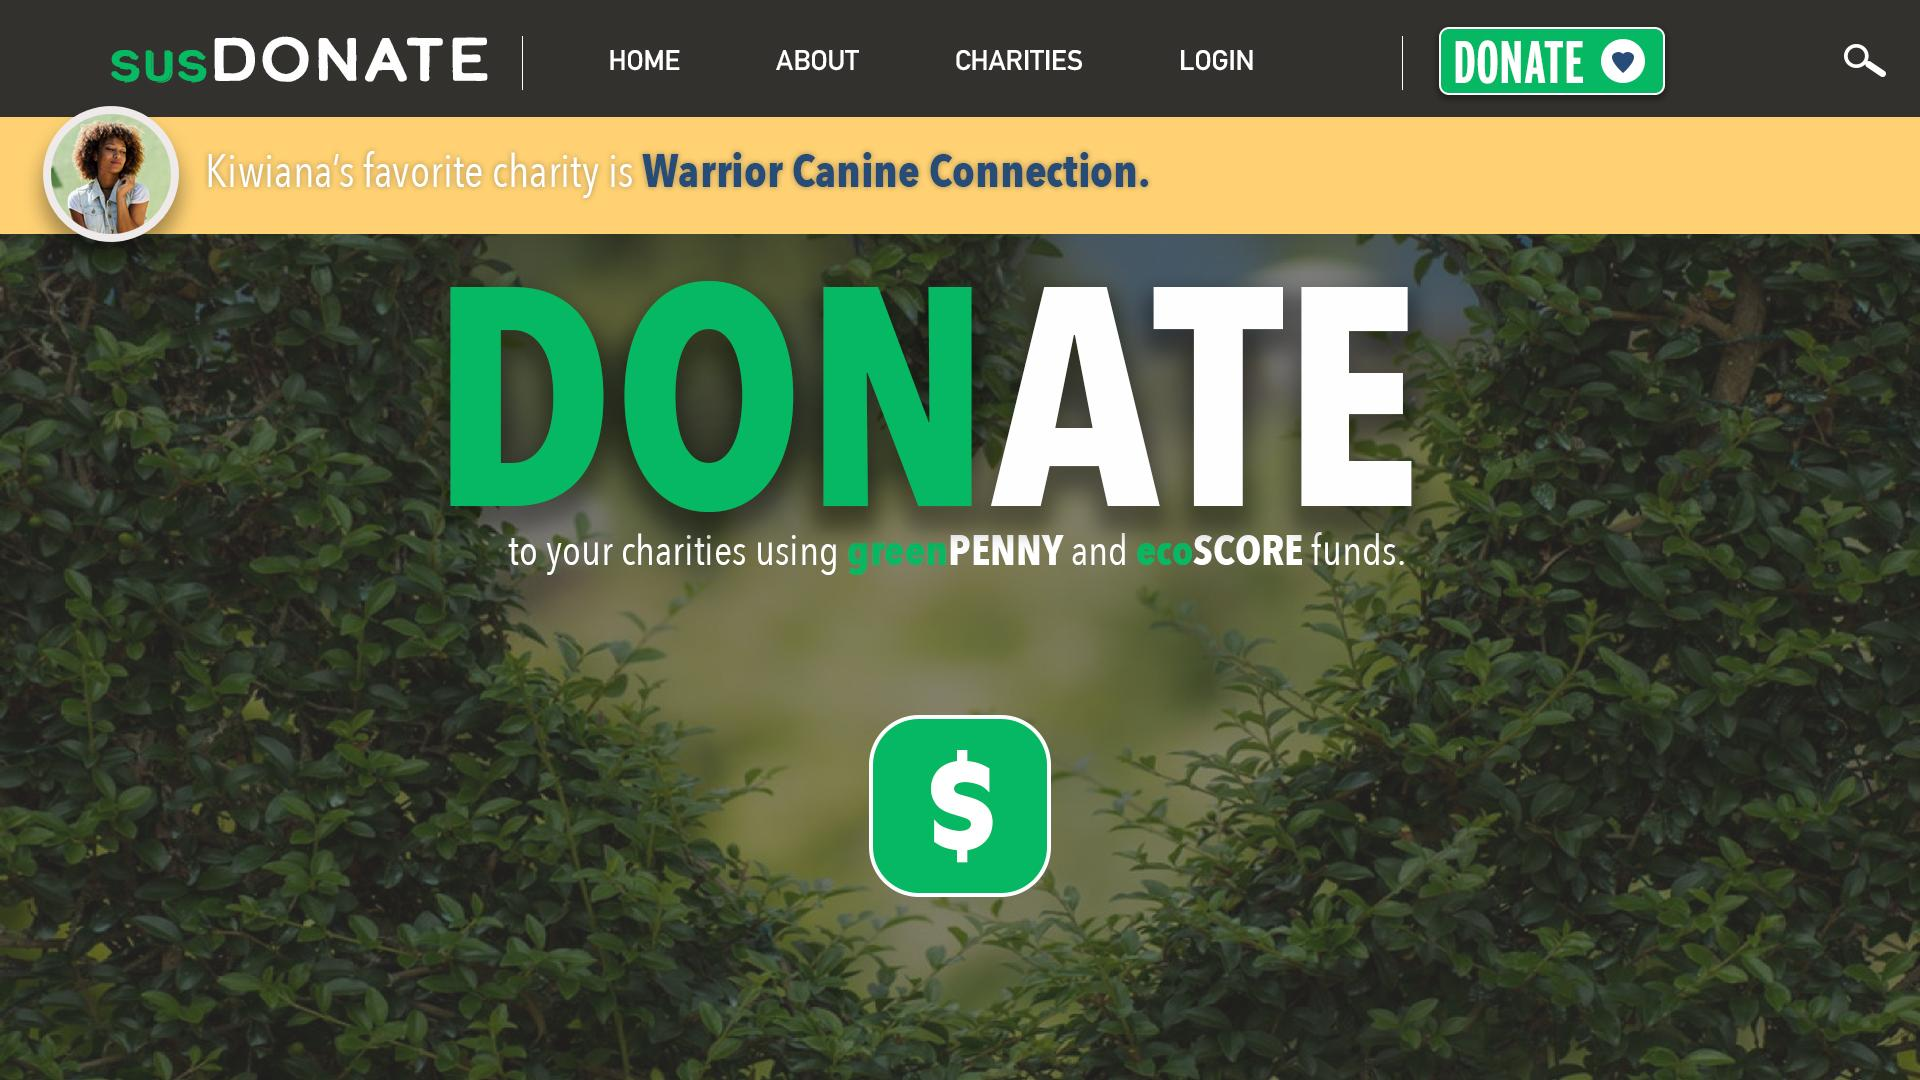 susDONATE HOME ABOUT CHARITIES LOGIN DONATE
Kiwiana's favorite charity is Warrior Canine Connection.
DONATE
to your charities using greenPENNY and ecoSCORE funds.
$